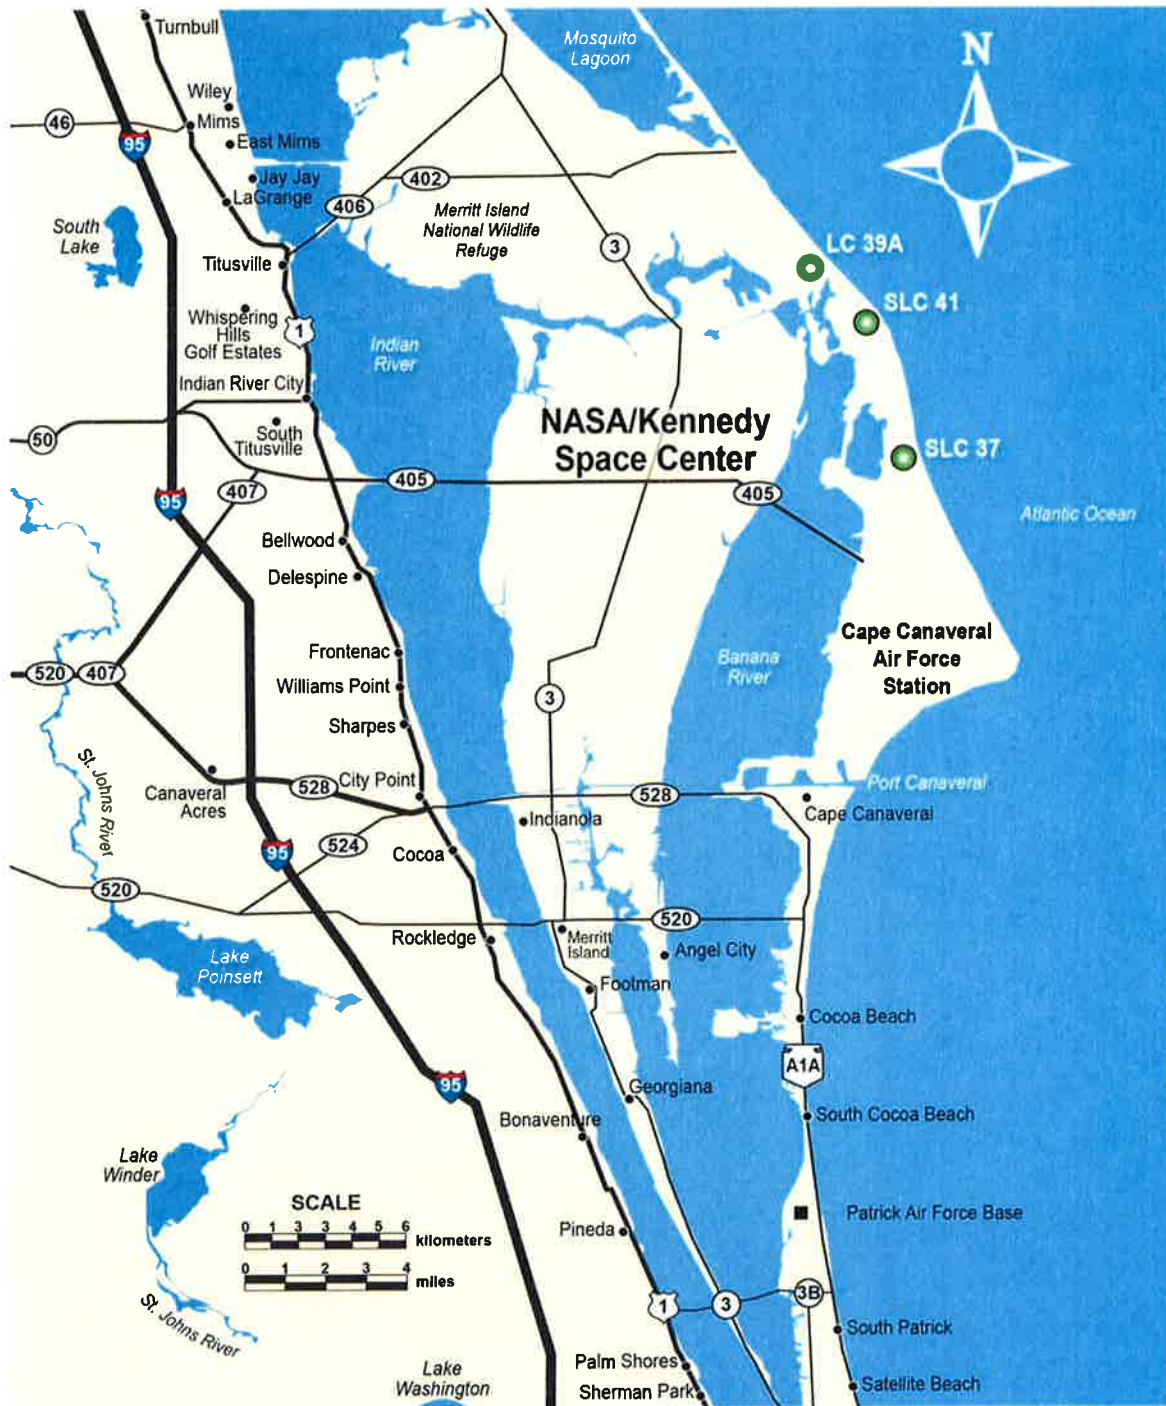 Turnbull
Mosquito
Lagoon
N
Wiley
46
Mims
95
East Mims
Jay Jay
402
LaGrange
406
Merritt Island
National Wildlife
Refuge
South
Lake
3
LC 39A
Titusville
SLC 41
Whispering
Hills
Golf Estates
1
Indian
River
Indian River City
NASA/Kennedy
Space Center
50
South
Titusville
SLC 37
405
407
405
95
Atlantic Ocean
Bellwood
Delespine
Cape Canaveral
Air Force
Station
Frontenac
Banana
River
520
407
Williams Point
3
Sharpes
St. Johns River
City Point
Port Canaveral
Canaveral
Acres
528
528
Cape Canaveral
Indianola
524
95
Cocoa
520
520
Rockledge
Merritt
Island
Angel City
Lake
Poinsett
Footman
Cocoa Beach
A1A
95
Georgiana
Bonaventure
South Cocoa Beach
Lake
Winder
SCALE
0 1 3 3 4 5 6
kilometers
0 1 2 3 4
miles
Patrick Air Force Base
Pineda
St. Johns River
1
3
3B
South Patrick
Lake
Washington
Palm Shores
Sherman Park
Satellite Beach